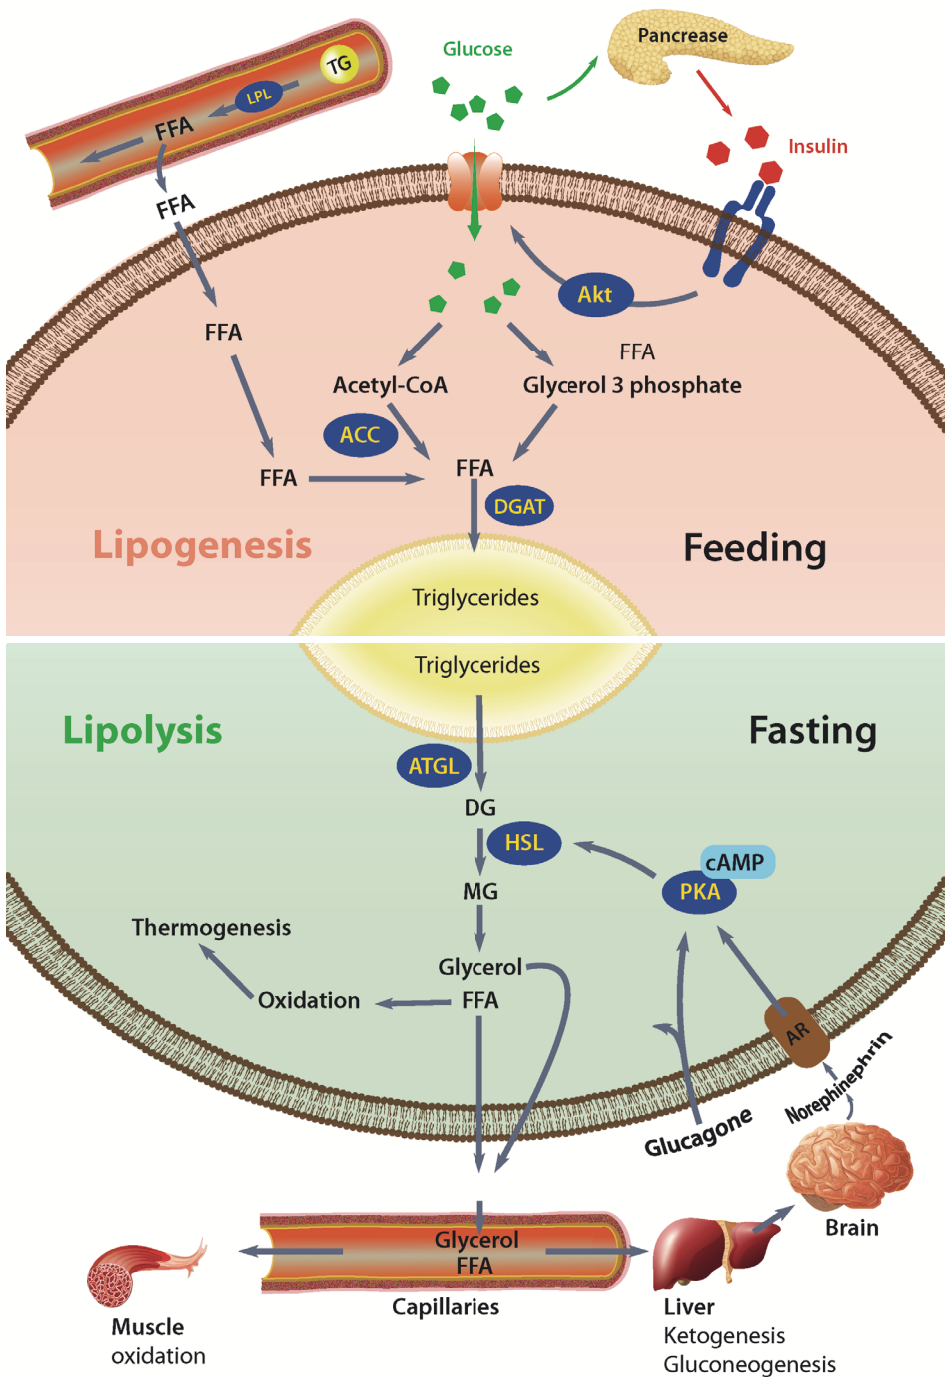 Glucose
Pancrease
TG
LPL
FFA
Insulin
FFA
Akt
FFA
FFA
Acetyl-CoA
Glycerol 3 phosphate
ACC
FFA
FFA
DGAT
Lipogenesis
Feeding
Triglycerides
Triglycerides
Lipolysis
Fasting
ATGL
DG
HSL
cAMP
PKA
MG
Thermogenesis
Glycerol
Oxidation
FFA
AR
Norephinephrin
Glucagone
Brain
Glycerol
FFA
Capillaries
Liver
Ketogenesis
Gluconeogenesis
Muscle
oxidation